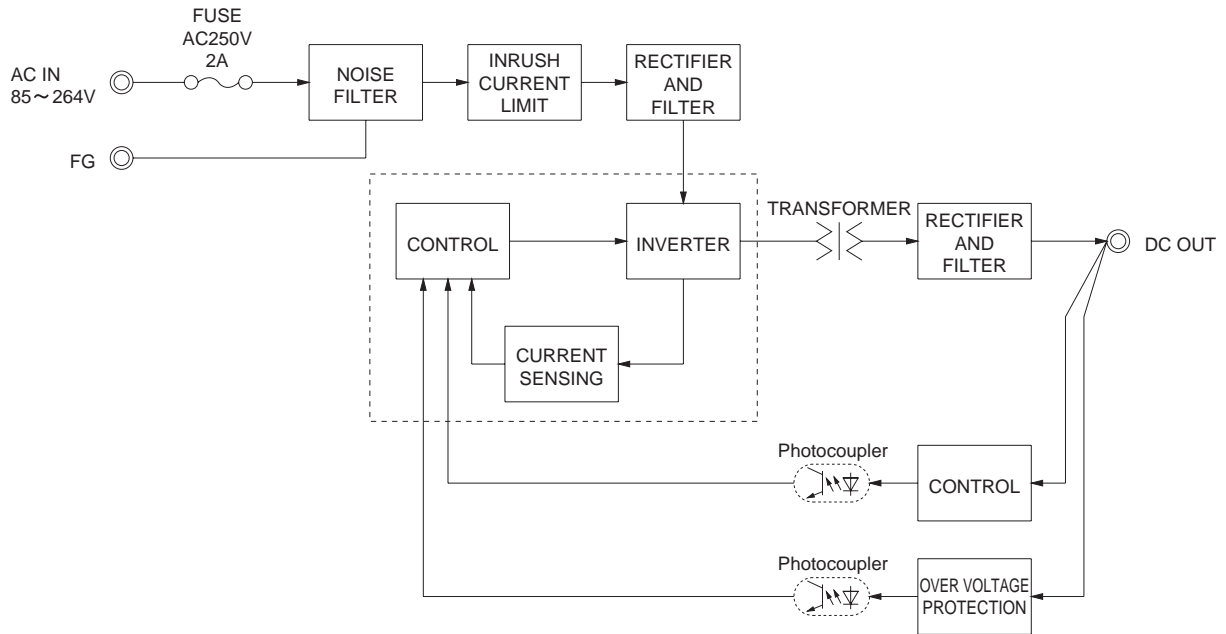 FUSE
AC250V
2A
AC IN
85～264V
NOISE
FILTER
INRUSH
CURRENT
LIMIT
RECTIFIER
AND
FILTER
FG
CONTROL
INVERTER
TRANSFORMER
RECTIFIER
AND
FILTER
DC OUT
CURRENT
SENSING
Photocoupler
CONTROL
Photocoupler
OVER VOLTAGE
PROTECTION